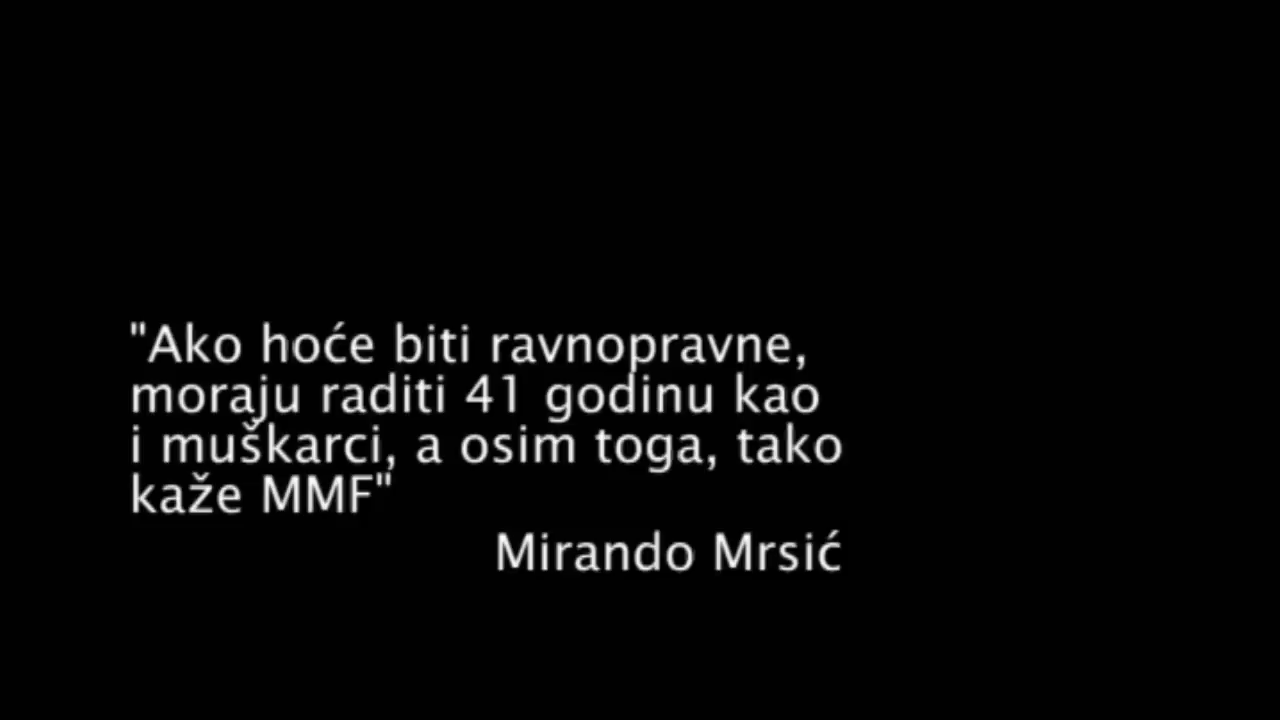 "Ako hoće biti ravnopravne,
moraju raditi 41 godinu kao
i muškarci, a osim toga, tako
kaže MMF"
Mirando Mrsić